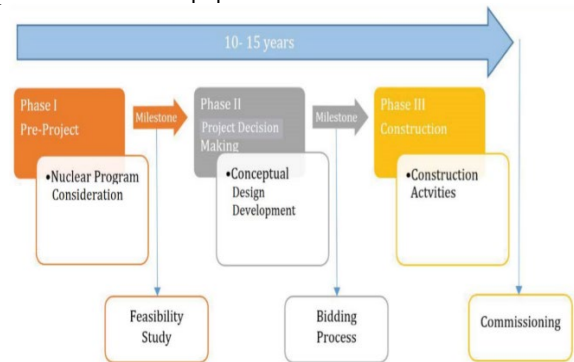 10- 15 years
Phase I
Pre-Project
Milestone
Phase II
Project Decision
Making
Milestone
Phase III
Construction
•Nuclear Program
Consideration
•Conceptual
Design
Development
•Construction
Actvities
Feasibility
Study
Bidding
Process
Commissioning